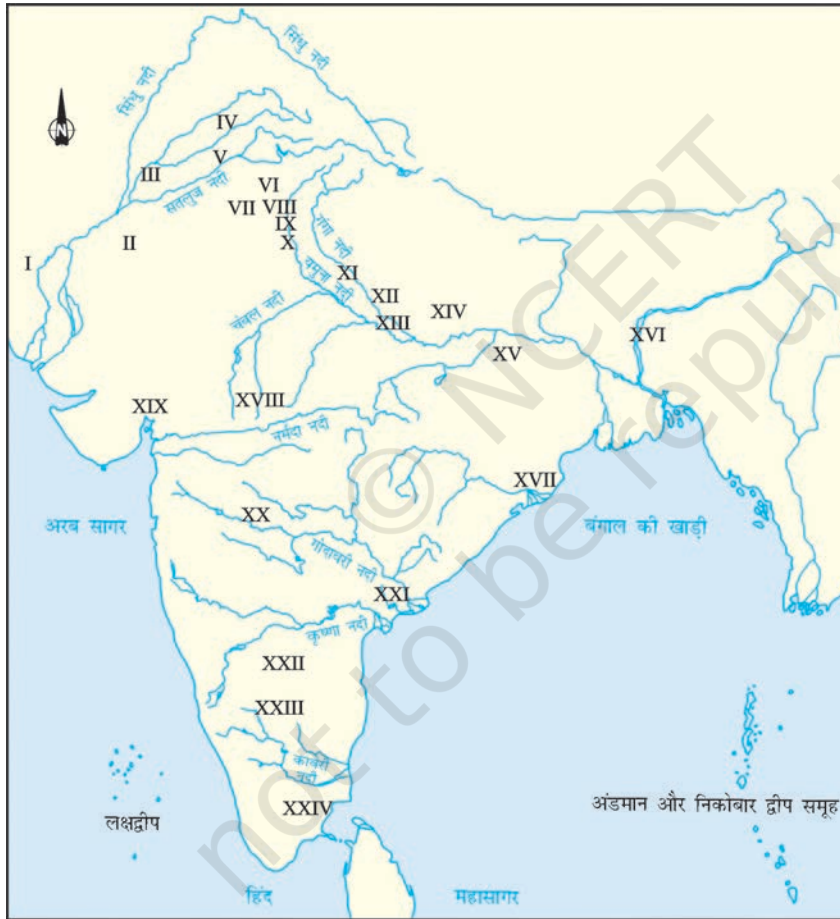 सिंधु नदी
सिंधु नदी
N
IV
III
V
सतलुज नदी
VI
VII
VIII
IX
X
I
II
गंगा नदी
यमुना नदी
XI
XII
XIII
XIV
चंबल नदी
XV
XVI
XVIII
XIX
नर्मदा नदी
XVII
XX
अरब सागर
बंगाल की खाड़ी
गोदावरी नदी
XXI
कृष्णा नदी
XXII
XXIII
कावेरी
नदी
XXIV
लक्षद्वीप
अंडमान और निकोबार द्वीप समूह
हिंद
महासागर
© NCERT
not to be republ